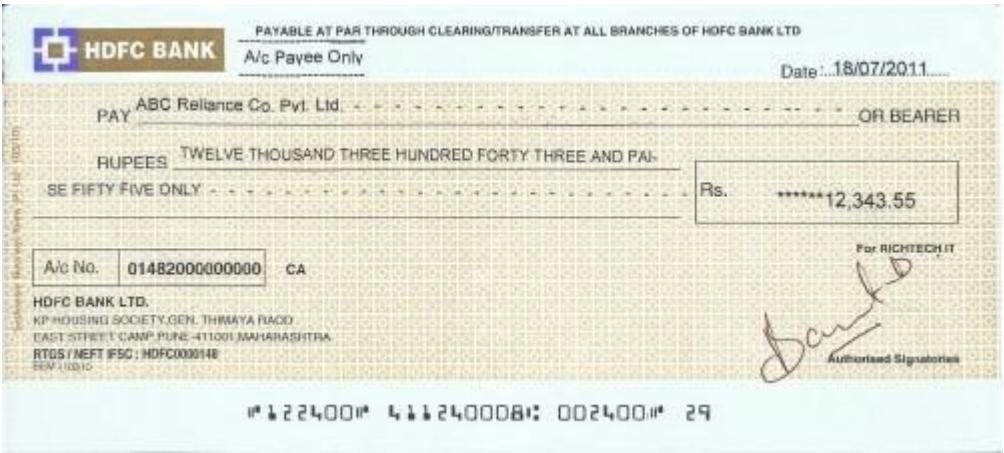 PAYABLE AT PAR THROUGH CLEARING/TRANSFER AT ALL BRANCHES OF HDFC BANK LTD
HDFC BANK
A/c Payee Only
Date : 18/07/2011
PAY ABC Reliance Co. Pvt. Ltd. OR BEARER
RUPEES TWELVE THOUSAND THREE HUNDRED FORTY THREE AND PAI-
SE FIFTY FIVE ONLY
Rs. ******12,343.55
For RICHTECH IT
A/c No. 01482000000000 CA
HDFC BANK LTD.
KP HOUSING SOCIETY,GEN. THIMAYA RAOD
EAST STREET CAMP,PUNE -411001,MAHARASHTRA
RTGS / NEFT IFSC : HDFC0000148
Authorised Signatories
⑈122400⑈ 411240008⑆ 002400⑈ 29